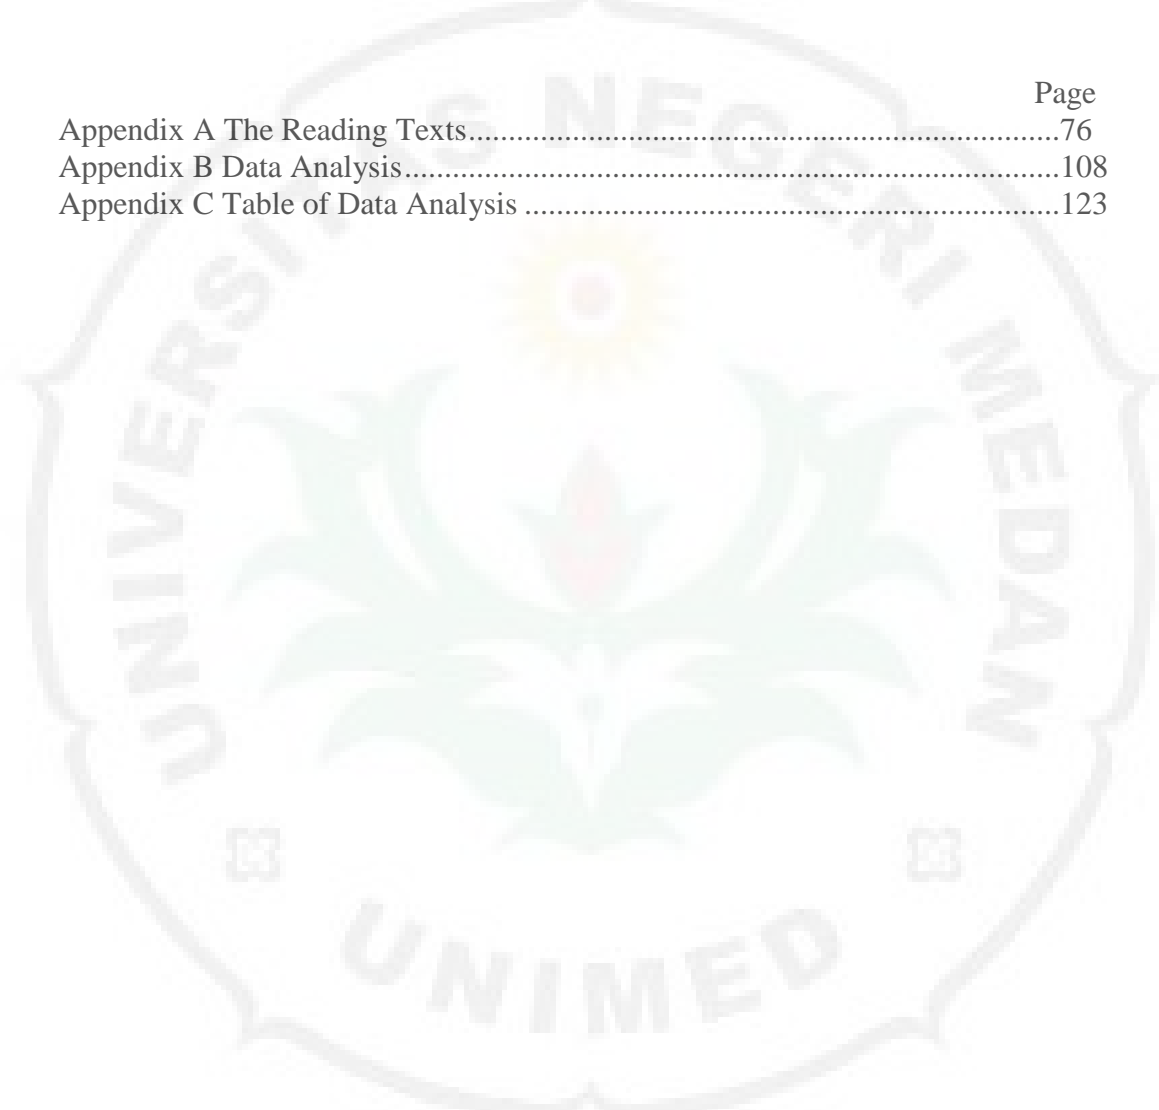 Page
Appendix A The Reading Texts..........................................................................76
Appendix B Data Analysis..................................................................................108
Appendix C Table of Data Analysis ...................................................................123
UNIVERSITAS NEGERI MEDAN
UNIMED